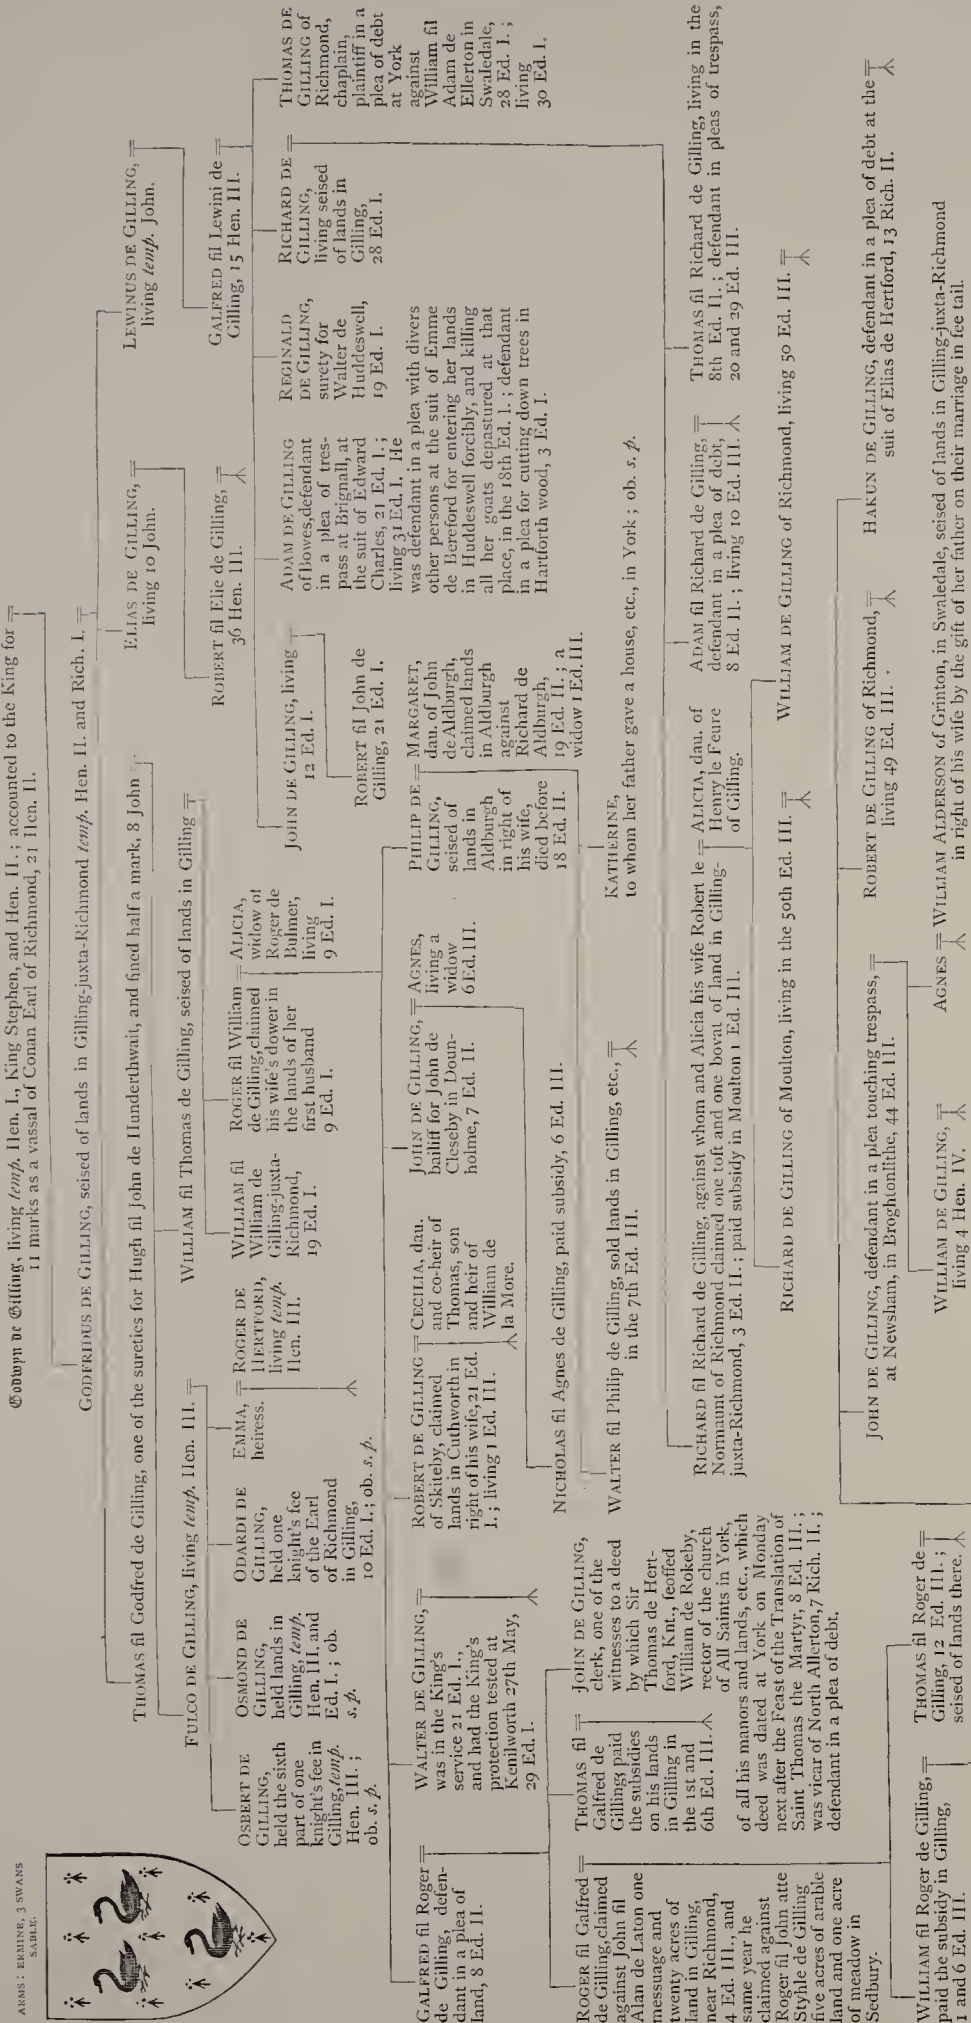 ARMS: ERMINE, 3 SWANS
SABLE.
Godwyn de Gilling, living temp. Hen. I., King Stephen, and Hen. II.; accounted to the King for
11 marks as a vassal of Conan Earl of Richmond, 21 Hen. II.
GODFRIDUS DE GILLING, seised of lands in Gilling-juxta-Richmond temp. Hen. II. and Rich. I.
THOMAS fil Godfred de Gilling, one of the sureties for Hugh fil John de Hunderthwait, and fined half a mark, 8 John
ELIAS DE GILLING,
living 10 John.
LEWINUS DE GILLING,
living temp. John.
FULCO DE GILLING, living temp. Hen. III.
WILLIAM fil Thomas de Gilling, seised of lands in Gilling
ROBERT fil Elie de Gilling,
36 Hen. III.
GALFRED fil Lewini de
Gilling, 15 Hen. III.
OSBERT DE
GILLING,
held the sixth
part of one
knight's fee in
Gilling, temp.
Hen. III.;
ob. s. p.
OSMOND DE
GILLING,
held lands in
Gilling, temp.
Hen. III. and
Ed. I.; ob.
s. p.
ODARDI DE
GILLING,
held one
knight's fee
of the Earl
of Richmond
in Gilling,
10 Ed. I.; ob. s. p.
EMMA,
heiress.
ROGER DE
HERTFORD,
living temp.
Hen. III.
WILLIAM fil
William de
Gilling-juxta-
Richmond,
19 Ed. I.
ROGER fil William
de Gilling, claimed
his wife's dower in
the lands of her
first husband
9 Ed. I.
ALICIA,
widow of
Roger de
Bulmer,
living
9 Ed. I.
JOHN DE GILLING, living
12 Ed. I.
ROBERT fil John de
Gilling, 21 Ed. I.
ADAM DE GILLING
of Bowes, defendant
in a plea of tres-
pass at Brignall, at
the suit of Edward
Charles, 21 Ed. I.;
living 31 Ed. I. He
was defendant in a plea with divers
other persons at the suit of Emme
de Bereford for entering her lands
in Huddeswell forcibly, and killing
all her goats depastured at that
place, in the 18th Ed. I.; defendant
in a plea for cutting down trees in
Hartforth wood, 3 Ed. I.
REGINALD
DE GILLING,
surety for
Walter de
Huddeswell,
19 Ed. I.
RICHARD DE
GILLING,
living seised
of lands in
Gilling,
28 Ed. I.
THOMAS DE
GILLING of
Richmond,
chaplain,
plaintiff in a
plea of debt
at York
against
William fil
Adam de
Ellerton in
Swaledale,
28 Ed. I.;
living
30 Ed. I.
GALFRED fil Roger
de Gilling, defen-
dant in a plea of
land, 8 Ed. II.
WALTER DE GILLING,
was in the King's
service 21 Ed. I.,
and had the King's
protection tested at
Kenilworth 27th May,
29 Ed. I.
ROBERT DE GILLING
of Skiteby, claimed
lands in Cuthworth in
right of his wife, 21 Ed.
I.; living 1 Ed. III.
CECILIA, dau.
and co-heir of
Thomas, son
and heir of
William de
la More.
JOHN DE GILLING,
bailiff for John de
Cleseby in Doun-
holme, 7 Ed. II.
AGNES,
living a
widow
6 Ed. III.
PHILIP DE
GILLING,
seised of
lands in
Aldburgh
in right of
his wife,
died before
18 Ed. II.
MARGARET,
dau. of John
de Aldburgh,
claimed lands
in Aldburgh
against
Richard de
Aldburgh,
19 Ed. II.; a
widow 1 Ed. III.
NICHOLAS fil Agnes de Gilling, paid subsidy, 6 Ed. III.
KATHERINE,
to whom her father gave a house, etc., in York; ob. s. p.
WALTER fil Philip de Gilling, sold lands in Gilling, etc.,
in the 7th Ed. III.
ROGER fil Galfred
de Gilling, claimed
against John fil
Alan de Laton one
messuage and
twenty acres of
land in Gilling,
near Richmond,
4 Ed. III., and
same year he
claimed against
Roger fil John atte
Styhle de Gilling
five acres of arable
land and one acre
of meadow in
Sedbury.
THOMAS fil
Galfred de
Gilling, paid
the subsidies
on his lands
in Gilling in
the 1st and
6th Ed. III.
JOHN DE GILLING,
clerk, one of the
witnesses to a deed
by which Sir
Thomas de Hert-
ford, Knt., feoffed
William de Rokeby,
rector of the church
of All Saints in York,
of all his manors and lands, etc., which
deed was dated at York on Monday
next after the Feast of the Translation of
Saint Thomas the Martyr, 8 Ed. III.;
was vicar of North Allerton, 7 Rich. II.;
defendant in a plea of debt.
RICHARD fil Richard de Gilling, against whom and Alicia his wife Robert le
Normaunt of Richmond claimed one toft and one bovat of land in Gilling-
juxta-Richmond, 3 Ed. II.; paid subsidy in Moulton 1 Ed. III.
ALICIA, dau. of
Henry le Feure
of Gilling.
ADAM fil Richard de Gilling,
defendant in a plea of debt,
8 Ed. II.; living 10 Ed. III.
THOMAS fil Richard de Gilling, living in the
8th Ed. II.; defendant in pleas of trespass,
20 and 29 Ed. III.
RICHARD DE GILLING of Moulton, living in the 50th Ed. III.
WILLIAM DE GILLING of Richmond, living 50 Ed. III.
WILLIAM fil Roger de Gilling,
paid the subsidy in Gilling,
1 and 6 Ed. III.
THOMAS fil Roger de
Gilling, 12 Ed. III.;
seised of lands there.
JOHN DE GILLING, defendant in a plea touching trespass,
at Newsham, in Broghtonlithe, 44 Ed. III.
ROBERT DE GILLING of Richmond,
living 49 Ed. III.
HAKUN DE GILLING, defendant in a plea of debt at the
suit of Elias de Hertford, 13 Rich. II.
WILLIAM DE GILLING,
living 4 Hen. IV.
AGNES
WILLIAM ALDERSON of Grinton, in Swaledale, seised of lands in Gilling-juxta-Richmond
in right of his wife by the gift of her father on their marriage in fee tail.